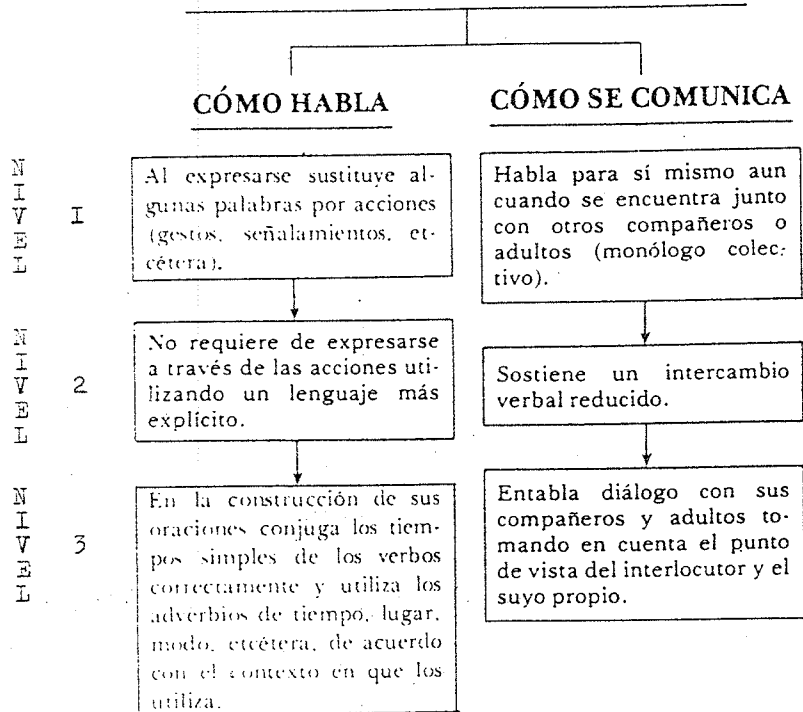 CÓMO HABLA
CÓMO SE COMUNICA
NIVEL I
Al expresarse sustituye al-
gunas palabras por acciones
(gestos, señalamientos, et-
cétera).
Habla para sí mismo aun
cuando se encuentra junto
con otros compañeros o
adultos (monólogo colec-
tivo).
NIVEL 2
No requiere de expresarse
a través de las acciones uti-
lizando un lenguaje más
explícito.
Sostiene un intercambio
verbal reducido.
NIVEL 3
En la construcción de sus
oraciones conjuga los tiem-
pos simples de los verbos
correctamente y utiliza los
adverbios de tiempo, lugar,
modo, etcétera, de acuerdo
con el contexto en que los
utiliza.
Entabla diálogo con sus
compañeros y adultos to-
mando en cuenta el punto
de vista del interlocutor y el
suyo propio.